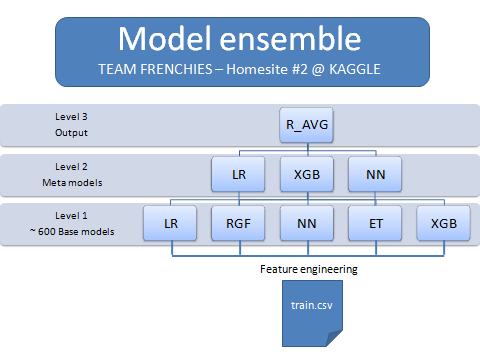 Model ensemble
TEAM FRENCHIES – Homesite #2 @ KAGGLE
Level 3
Output
R_AVG
Level 2
Meta models
LR XGB NN
Level 1
~ 600 Base models
LR RGF NN ET XGB
Feature engineering
train.csv